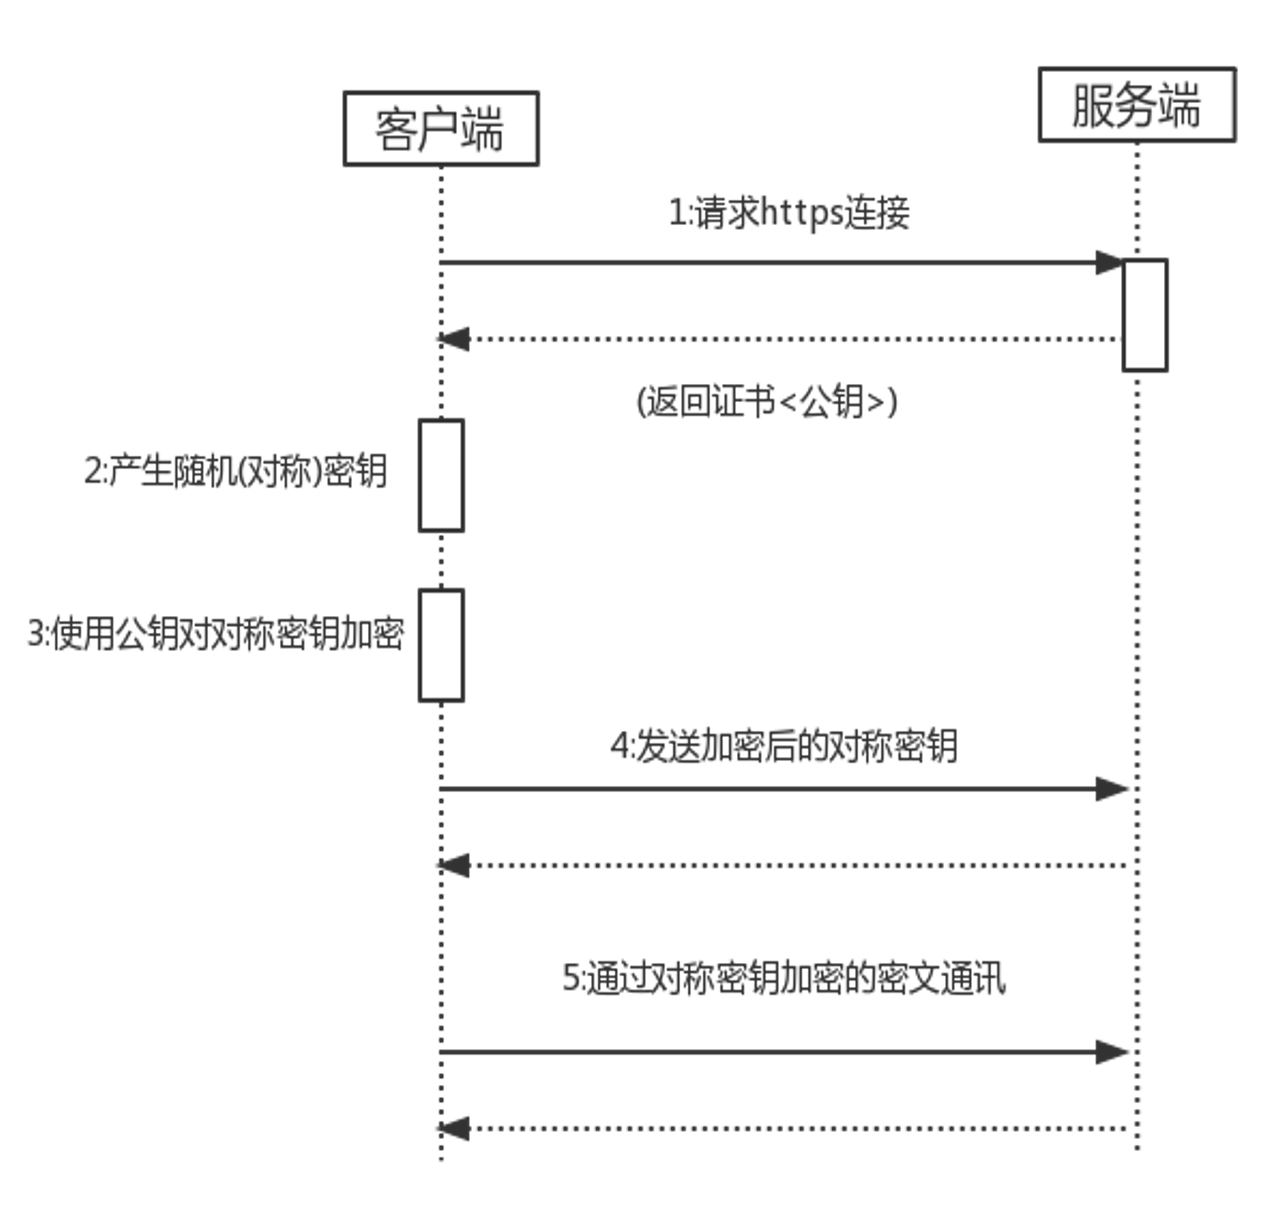 客户端
服务端
1:请求https连接
(返回证书<公钥>)
2:产生随机(对称)密钥
3:使用公钥对对称密钥加密
4:发送加密后的对称密钥
5:通过对称密钥加密的密文通讯